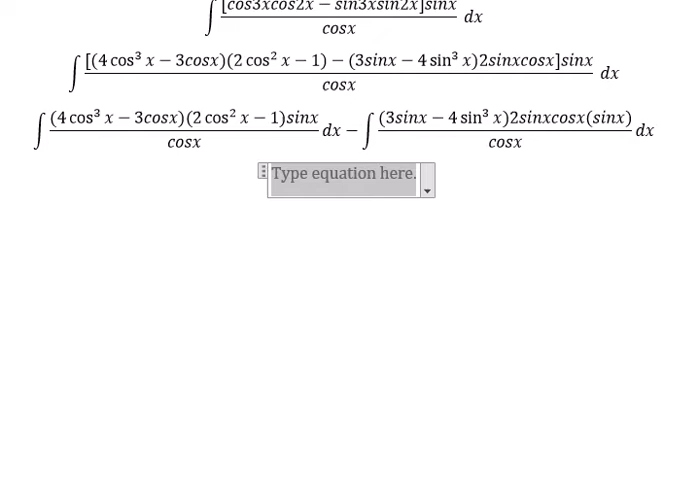 ∫ [cos3xcos2x − sin3xsin2x]sinx / cosx dx
∫ [(4 cos³ x − 3cosx)(2 cos² x − 1) − (3sinx − 4 sin³ x)2sinxcosx]sinx / cosx dx
∫ (4 cos³ x − 3cosx)(2 cos² x − 1)sinx / cosx dx − ∫ (3sinx − 4 sin³ x)2sinxcosx(sinx) / cosx dx
Type equation here.